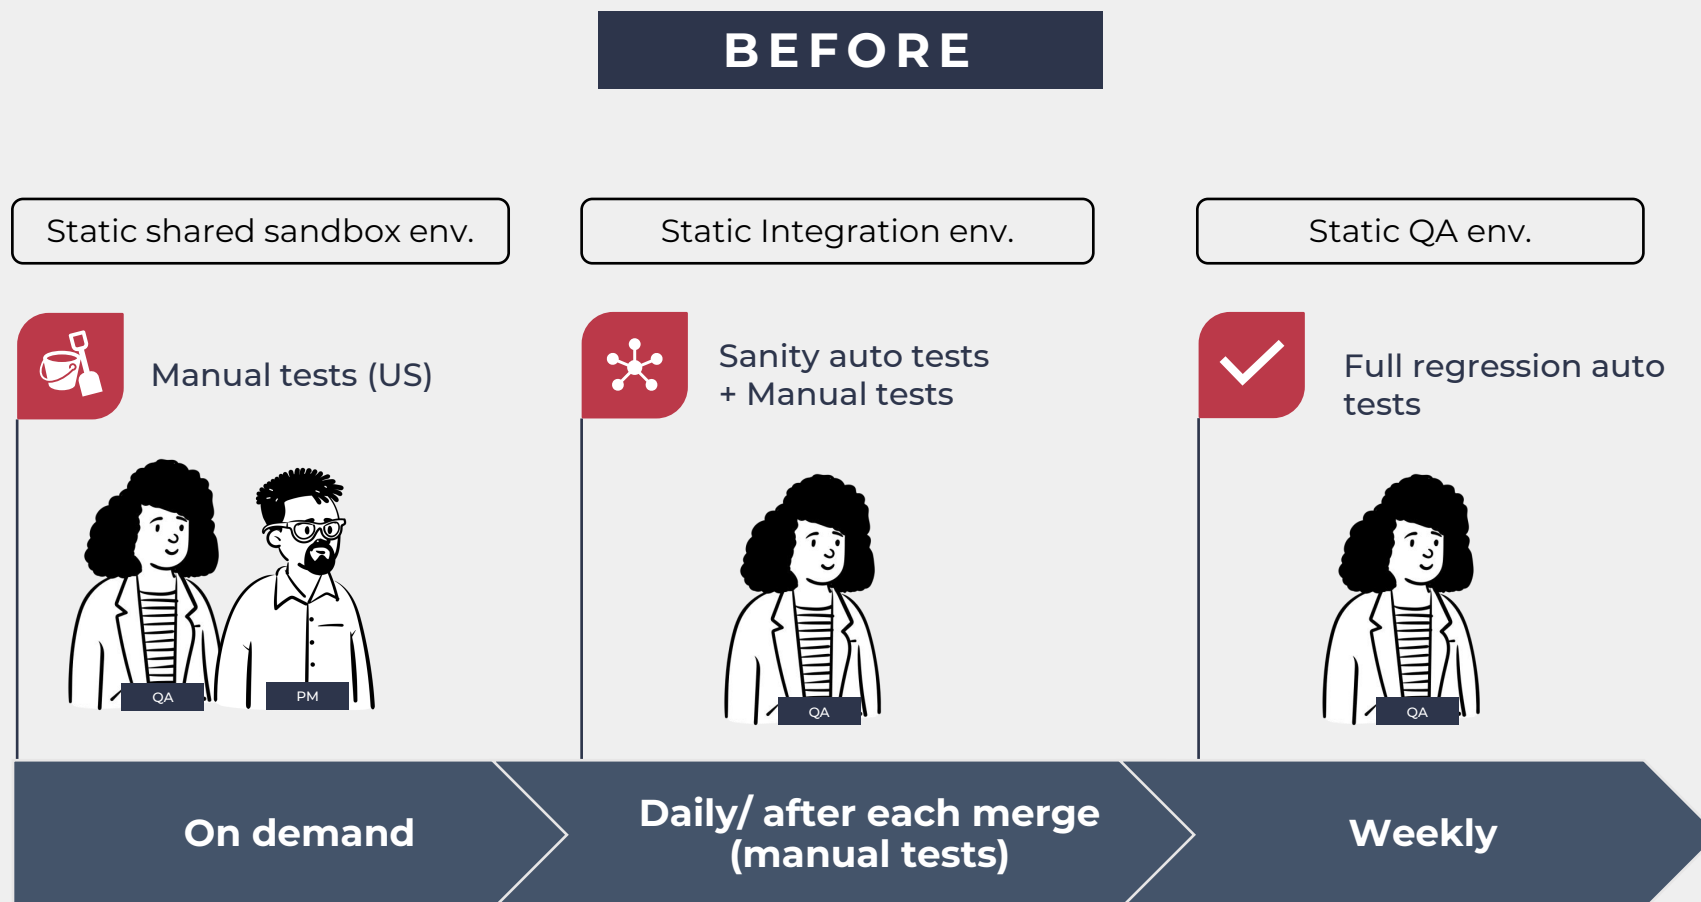 BEFORE
Static shared sandbox env.
Static Integration env.
Static QA env.
Manual tests (US)
Sanity auto tests
+ Manual tests
Full regression auto
tests
QA
PM
QA
QA
On demand
Daily/ after each merge
(manual tests)
Weekly